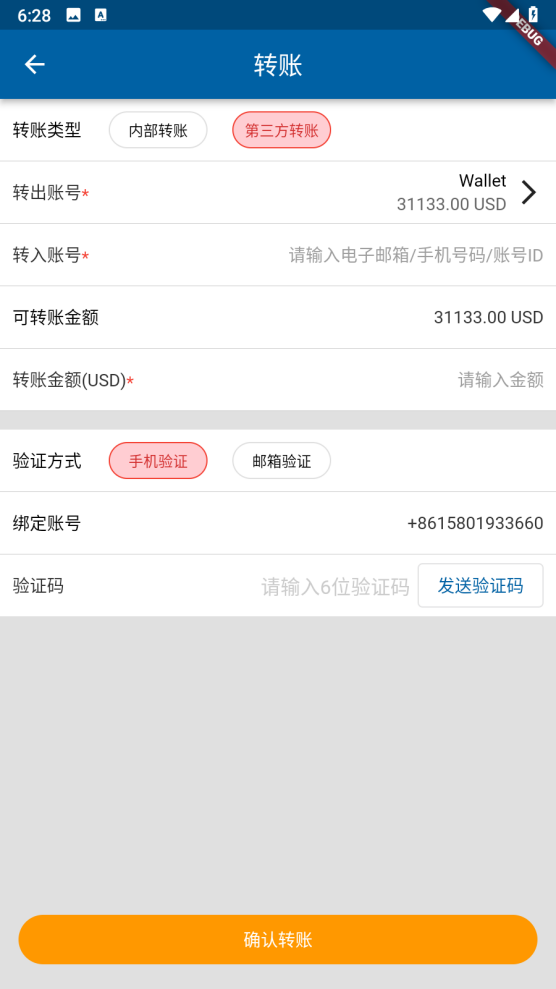 6:28
DEBUG
转账
转账类型 内部转账 第三方转账
转出账号* Wallet
31133.00 USD
转入账号* 请输入电子邮箱/手机号码/账号ID
可转账金额 31133.00 USD
转账金额(USD)* 请输入金额
验证方式 手机验证 邮箱验证
绑定账号 +8615801933660
验证码 请输入6位验证码 发送验证码
确认转账